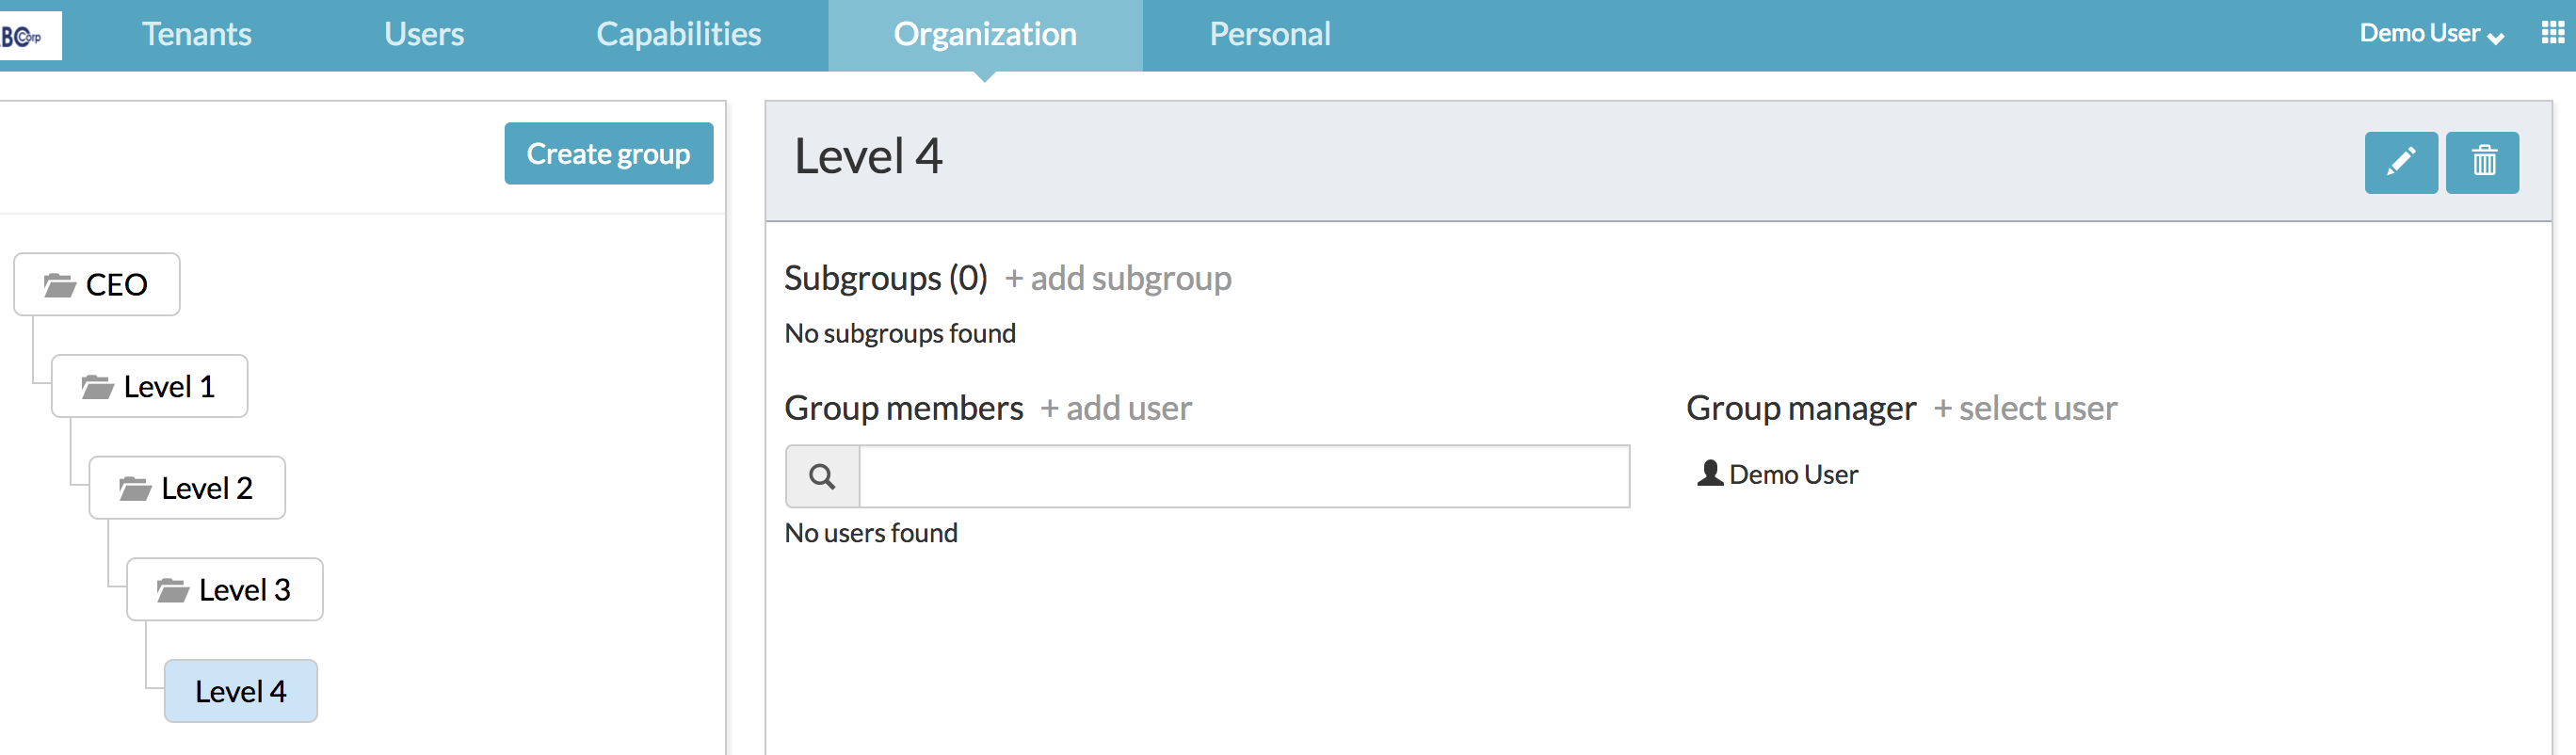 BC Corp
Tenants
Users
Capabilities
Organization
Personal
Demo User
Create group
CEO
Level 1
Level 2
Level 3
Level 4
Level 4
Subgroups (0) + add subgroup
No subgroups found
Group members + add user
No users found
Group manager + select user
Demo User